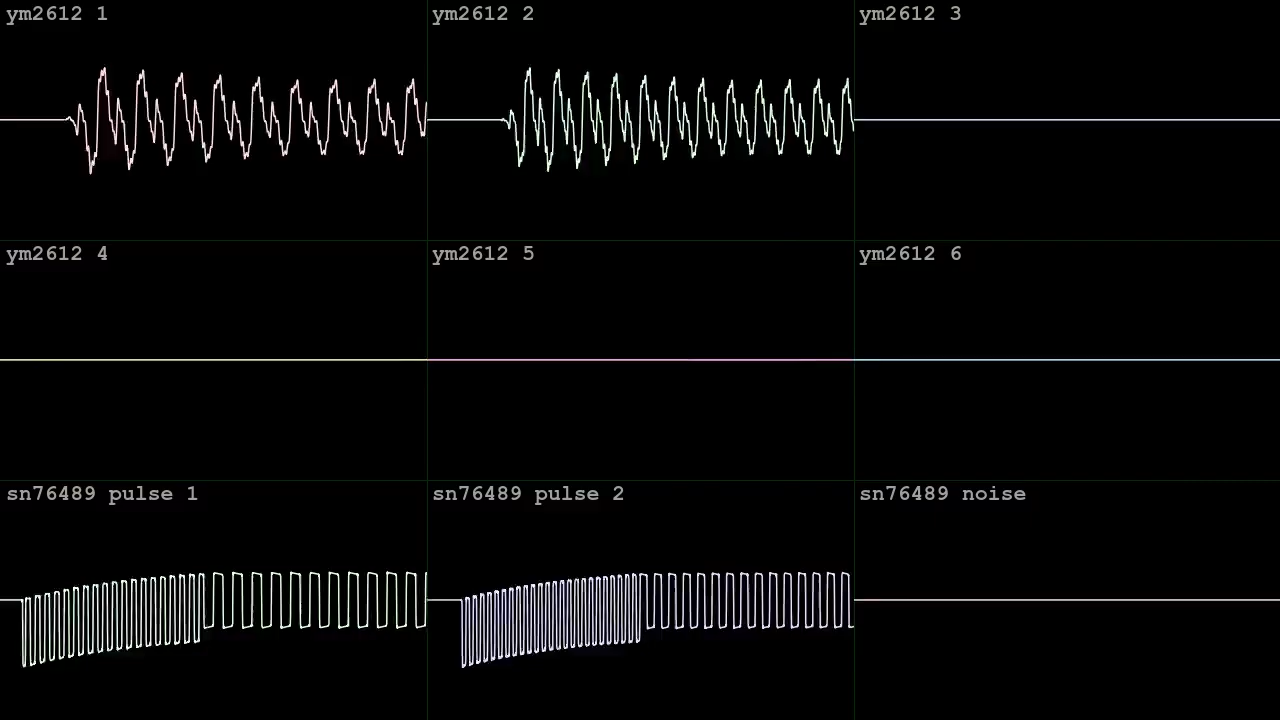 ym2612 1
ym2612 2
ym2612 3
ym2612 4
ym2612 5
ym2612 6
sn76489 pulse 1
sn76489 pulse 2
sn76489 noise